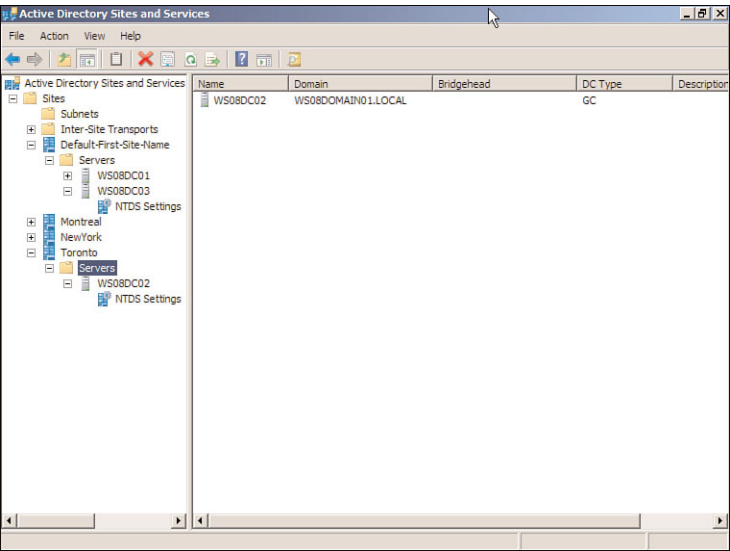 Active Directory Sites and Services
File Action View Help
Active Directory Sites and Services
Sites
Subnets
Inter-Site Transports
Default-First-Site-Name
Servers
WS08DC01
WS08DC03
NTDS Settings
Montreal
NewYork
Toronto
Servers
WS08DC02
NTDS Settings
Name Domain Bridgehead DC Type Description
WS08DC02 WS08DOMAIN01.LOCAL GC